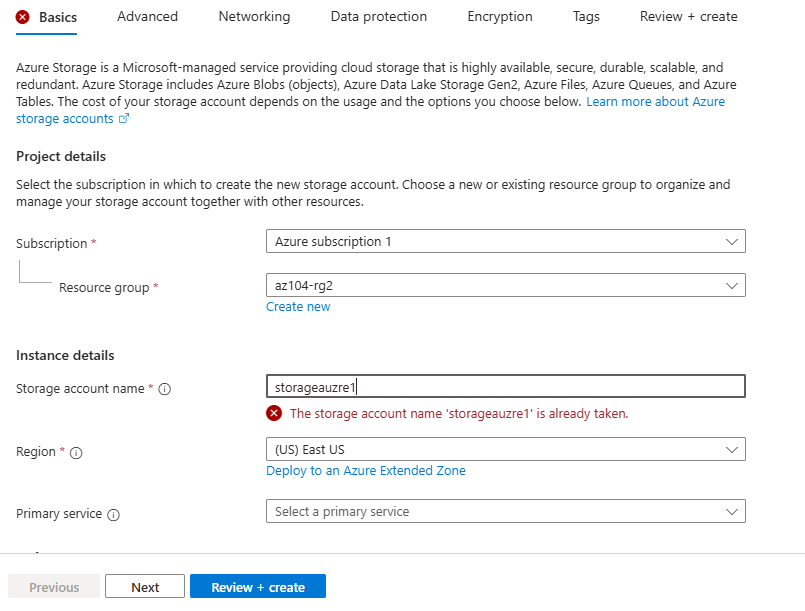 Basics Advanced Networking Data protection Encryption Tags Review + create
Azure Storage is a Microsoft-managed service providing cloud storage that is highly available, secure, durable, scalable, and
redundant. Azure Storage includes Azure Blobs (objects), Azure Data Lake Storage Gen2, Azure Files, Azure Queues, and Azure
Tables. The cost of your storage account depends on the usage and the options you choose below. Learn more about Azure
storage accounts
Project details
Select the subscription in which to create the new storage account. Choose a new or existing resource group to organize and
manage your storage account together with other resources.
Subscription * Azure subscription 1
Resource group * az104-rg2
Create new
Instance details
Storage account name * storageauzre1
The storage account name 'storageauzre1' is already taken.
Region * (US) East US
Deploy to an Azure Extended Zone
Primary service Select a primary service
Previous Next Review + create